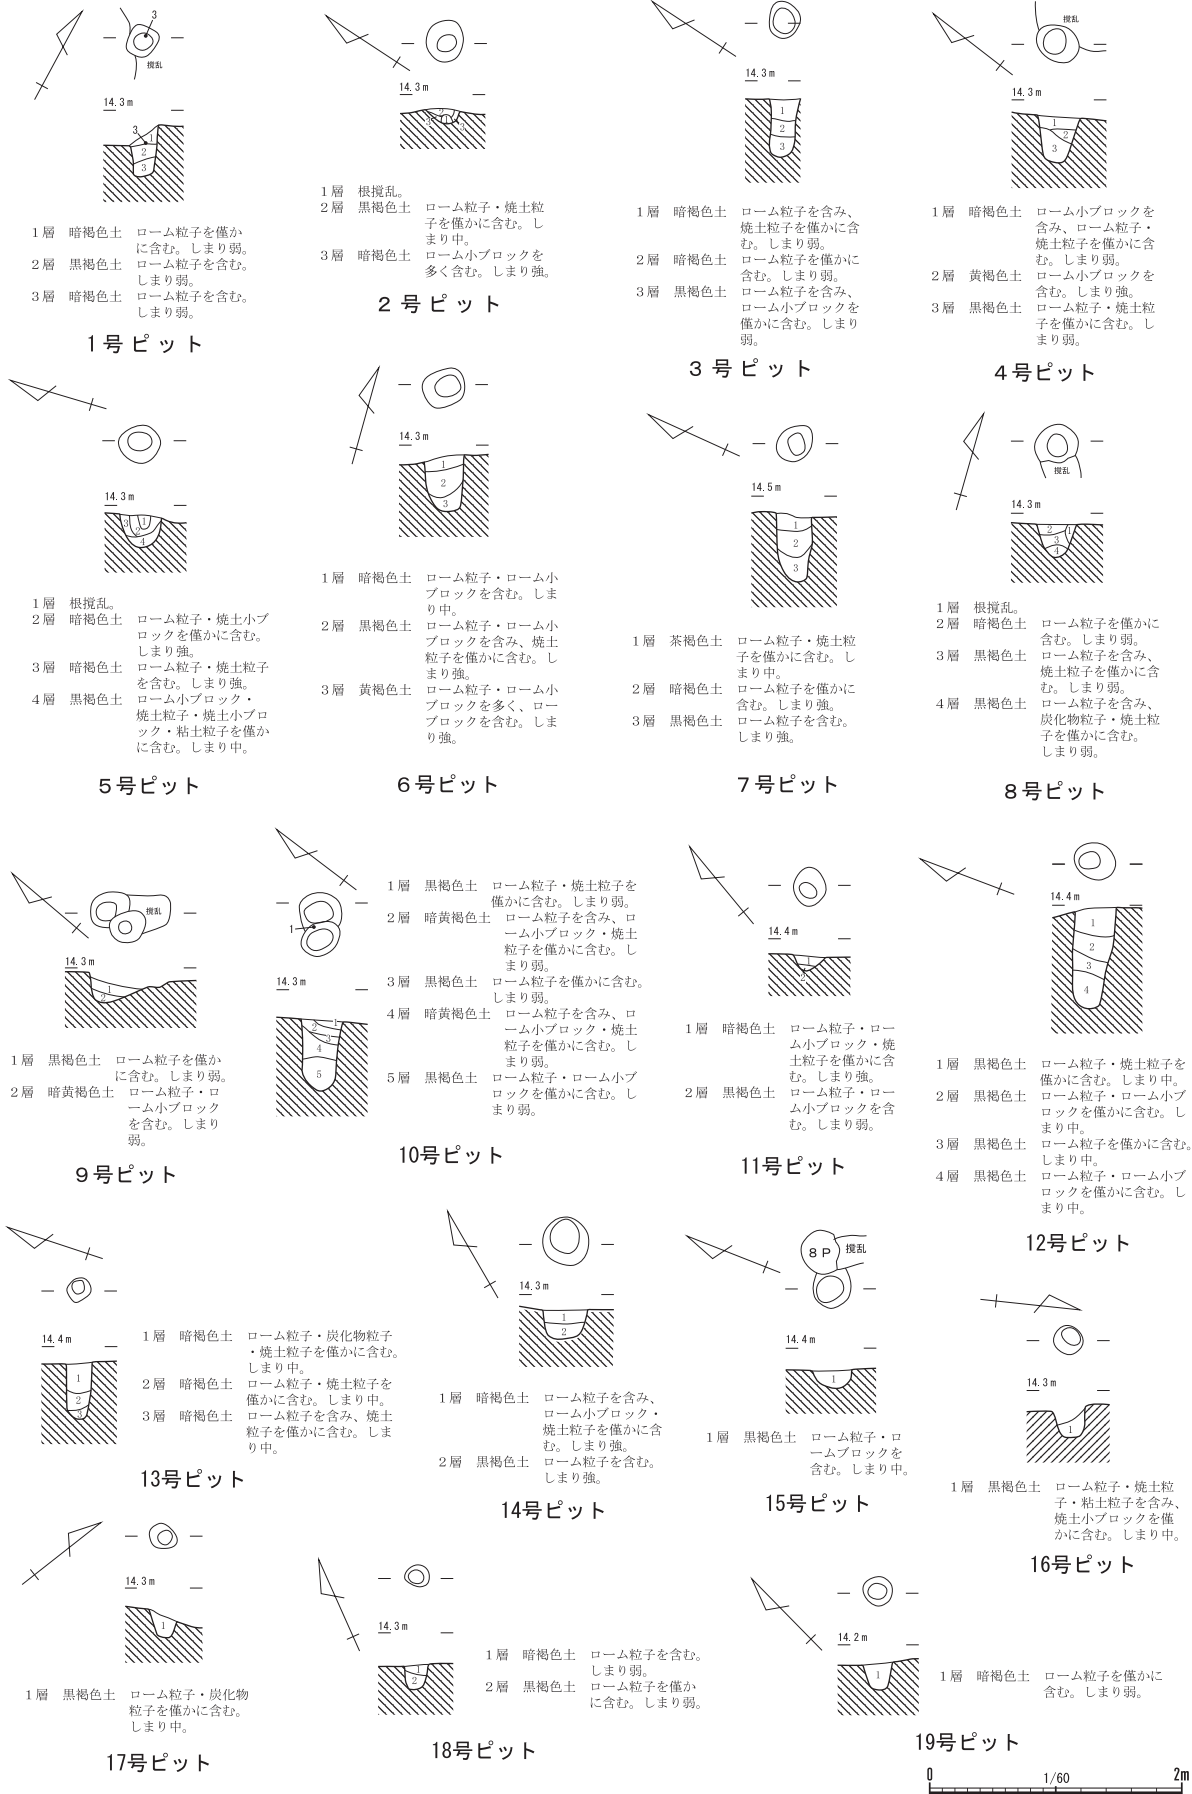 3
撹乱
14.3m
3
1
2
3
1層　暗褐色土　ローム粒子を僅か
に含む。しまり弱。
2層　黒褐色土　ローム粒子を含む。
しまり弱。
3層　暗褐色土　ローム粒子を含む。
しまり弱。
1号ピット
14.3m
2
3 1 3
1層　根撹乱。
2層　黒褐色土　ローム粒子・焼土粒
子を僅かに含む。し
まり中。
3層　暗褐色土　ローム小ブロックを
多く含む。しまり強。
2号ピット
14.3m
1
2
3
1層　暗褐色土　ローム粒子を含み、
焼土粒子を僅かに含
む。しまり弱。
2層　暗褐色土　ローム粒子を僅かに
含む。しまり弱。
3層　黒褐色土　ローム粒子を含み、
ローム小ブロックを
僅かに含む。しまり
弱。
3号ピット
撹乱
14.3m
1
2
3
1層　暗褐色土　ローム小ブロックを
含み、ローム粒子・
焼土粒子を僅かに含
む。しまり弱。
2層　黄褐色土　ローム小ブロックを
含む。しまり強。
3層　黒褐色土　ローム粒子・焼土粒
子を僅かに含む。し
まり弱。
4号ピット
14.3m
3 1
2
4
1層　根撹乱。
2層　暗褐色土　ローム粒子・焼土小ブ
ロックを僅かに含む。
しまり強。
3層　暗褐色土　ローム粒子・焼土粒子
を含む。しまり強。
4層　黒褐色土　ローム小ブロック・
焼土粒子・焼土小ブロ
ック・粘土粒子を僅か
に含む。しまり中。
5号ピット
14.3m
1
2
3
1層　暗褐色土　ローム粒子・ローム小
ブロックを含む。しま
り中。
2層　黒褐色土　ローム粒子・ローム小
ブロックを含み、焼土
粒子を僅かに含む。し
まり強。
3層　黄褐色土　ローム粒子・ローム小
ブロックを多く、ロー
ブロックを含む。しま
り強。
6号ピット
14.5m
1
2
3
1層　茶褐色土　ローム粒子・焼土粒
子を僅かに含む。し
まり中。
2層　暗褐色土　ローム粒子を僅かに
含む。しまり強。
3層　黒褐色土　ローム粒子を含む。
しまり強。
7号ピット
撹乱
14.3m
2 1
3
4
1層　根撹乱。
2層　暗褐色土　ローム粒子を僅かに
含む。しまり弱。
3層　黒褐色土　ローム粒子を含み、
焼土粒子を僅かに含
む。しまり弱。
4層　黒褐色土　ローム粒子を含み、
炭化物粒子・焼土粒
子を僅かに含む。
しまり弱。
8号ピット
撹乱
14.3m
1
2
1層　黒褐色土　ローム粒子を僅か
に含む。しまり弱。
2層　暗黄褐色土　ローム粒子・ロ
ーム小ブロック
を含む。しまり
弱。
9号ピット
1
14.3m
1
2
3
4
5
1層　黒褐色土　ローム粒子・焼土粒子を
僅かに含む。しまり弱。
2層　暗黄褐色土　ローム粒子を含み、ロ
ーム小ブロック・焼土
粒子を僅かに含む。し
まり弱。
3層　黒褐色土　ローム粒子を僅かに含む。
しまり弱。
4層　暗黄褐色土　ローム粒子を含み、ロ
ーム小ブロック・焼土
粒子を僅かに含む。し
まり弱。
5層　黒褐色土　ローム粒子・ローム小ブ
ロックを僅かに含む。し
まり弱。
10号ピット
14.4m
1
2
1層　暗褐色土　ローム粒子・ロー
ム小ブロック・焼
土粒子を僅かに含
む。しまり強。
2層　黒褐色土　ローム粒子・ロー
ム小ブロックを含
む。しまり弱。
11号ピット
14.4m
1
2
3
4
1層　黒褐色土　ローム粒子・焼土粒子を
僅かに含む。しまり中。
2層　黒褐色土　ローム粒子・ローム小ブ
ロックを僅かに含む。し
まり中。
3層　黒褐色土　ローム粒子を僅かに含む。
しまり中。
4層　黒褐色土　ローム粒子・ローム小ブ
ロックを僅かに含む。し
まり中。
12号ピット
14.4m
1
2
3
1層　暗褐色土　ローム粒子・炭化物粒子
・焼土粒子を僅かに含む。
しまり中。
2層　暗褐色土　ローム粒子・焼土粒子を
僅かに含む。しまり中。
3層　暗褐色土　ローム粒子を含み、焼土
粒子を僅かに含む。しま
り中。
13号ピット
14.3m
1
2
1層　暗褐色土　ローム粒子を含み、
ローム小ブロック・
焼土粒子を僅かに含
む。しまり強。
2層　黒褐色土　ローム粒子を含む。
しまり強。
14号ピット
8P
撹乱
14.4m
1
1層　黒褐色土　ローム粒子・ロ
ームブロックを
含む。しまり中。
15号ピット
14.3m
1
1層　黒褐色土　ローム粒子・焼土粒
子・粘土粒子を含み、
焼土小ブロックを僅
かに含む。しまり中。
16号ピット
14.3m
1
1層　黒褐色土　ローム粒子・炭化物
粒子を僅かに含む。
しまり中。
17号ピット
14.3m
1
2
1層　暗褐色土　ローム粒子を含む。
しまり弱。
2層　黒褐色土　ローム粒子を僅か
に含む。しまり弱。
18号ピット
14.2m
1
1層　暗褐色土　ローム粒子を僅かに
含む。しまり弱。
19号ピット
0　1/60　2m